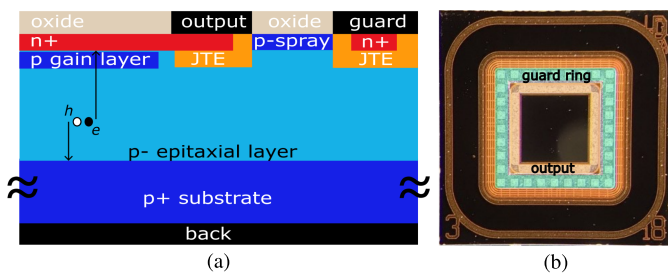 oxide output oxide guard
n+ p-spray n+
p gain layer JTE JTE
h e
p- epitaxial layer
p+ substrate
back
(a)
guard ring
output
3 18
(b)